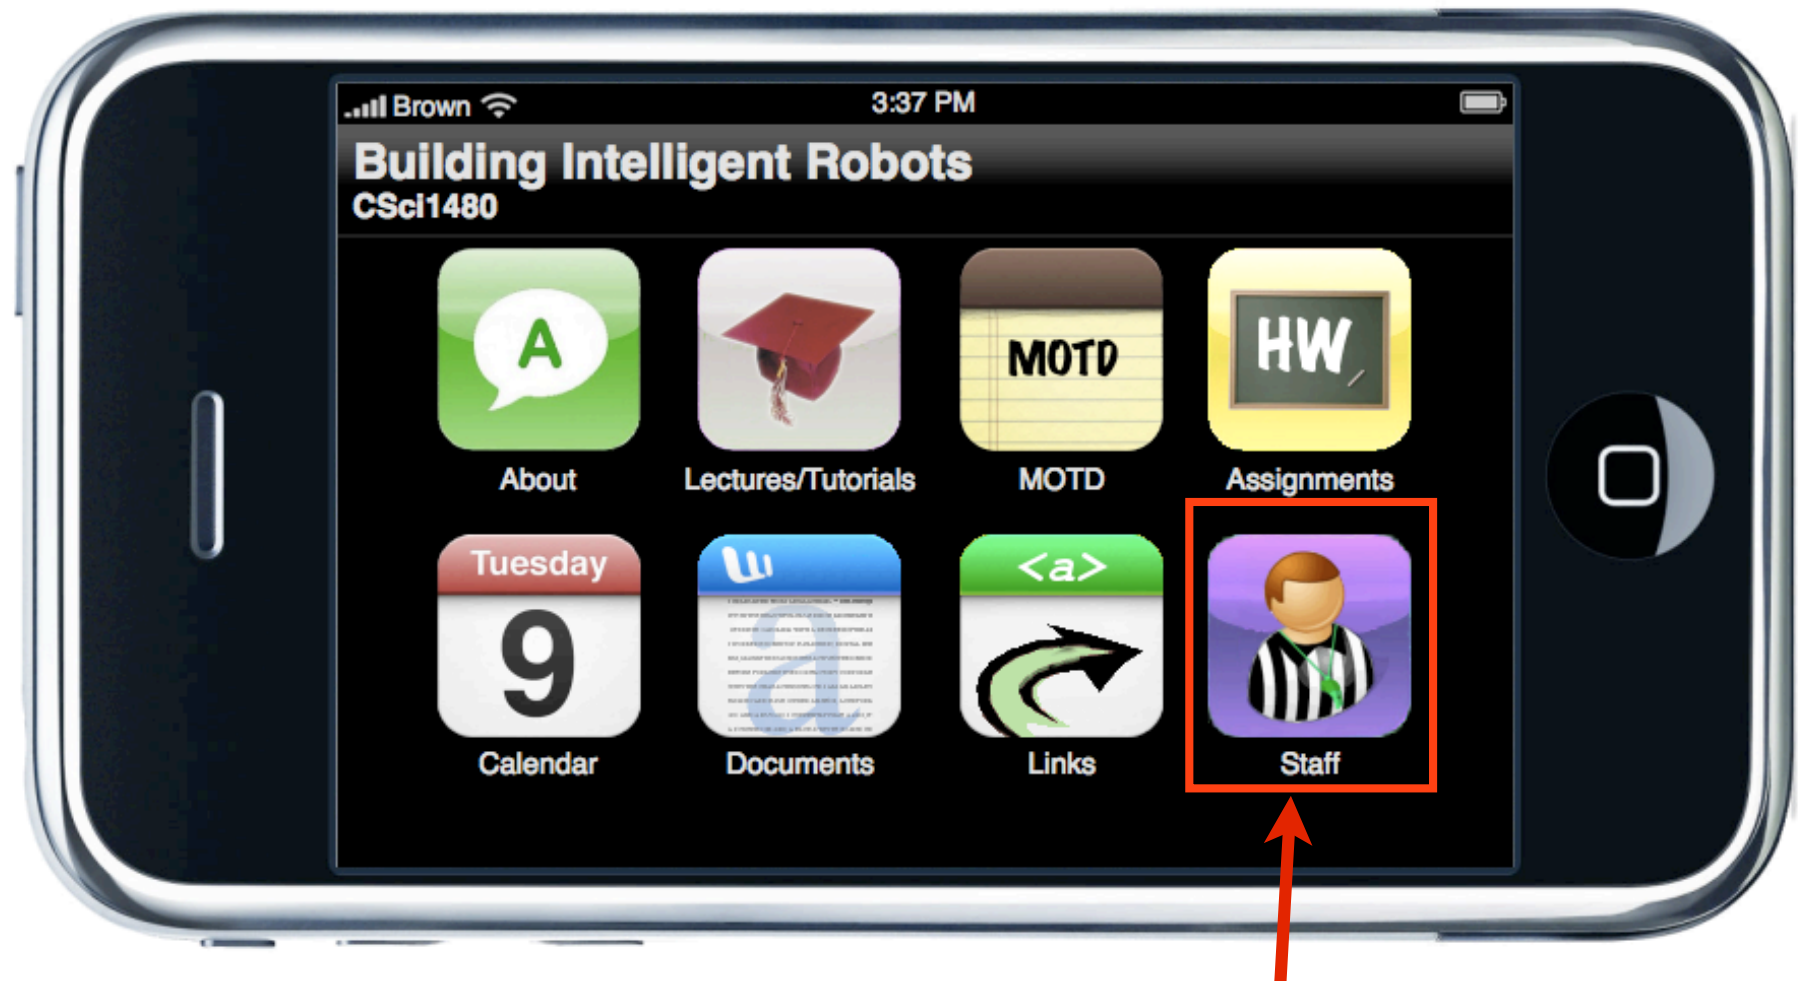 Brown 3:37 PM
Building Intelligent Robots
CSci1480
A
MOTD
HW
About Lectures/Tutorials MOTD Assignments
Tuesday
9
W
<a>
a
Calendar Documents Links Staff